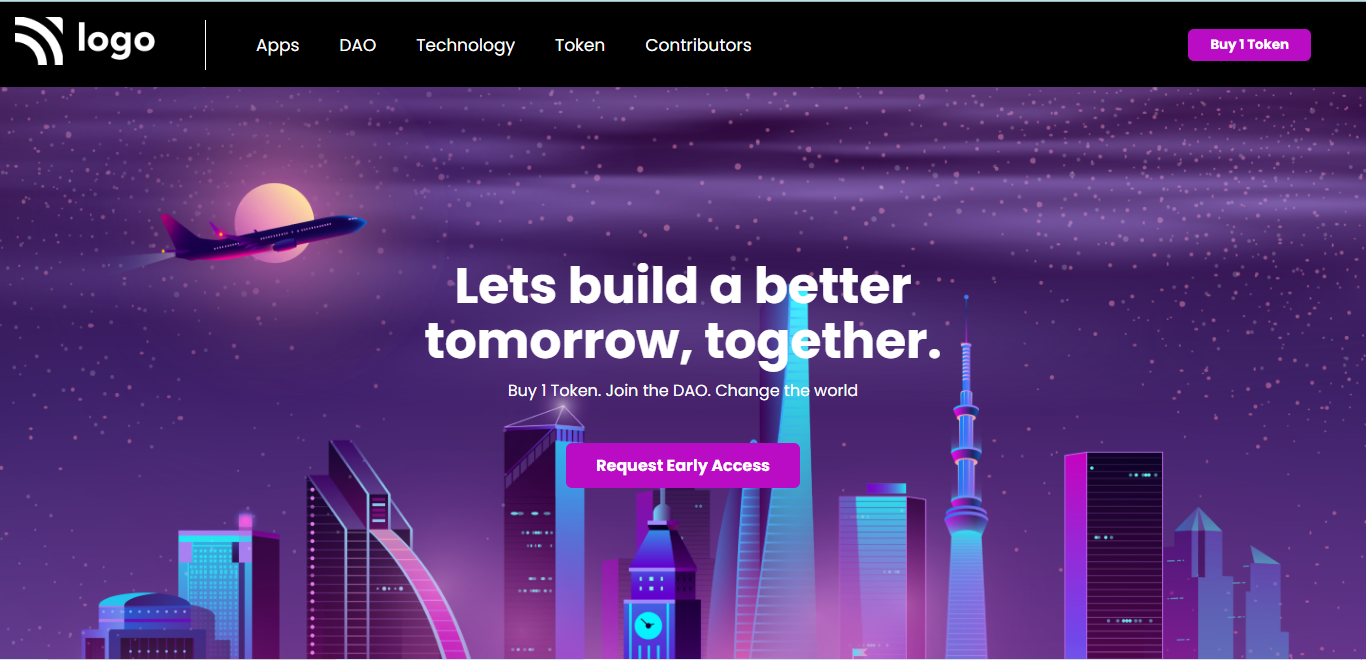 logo
Apps
DAO
Technology
Token
Contributors
Buy 1 Token
Lets build a better
tomorrow, together.
Buy 1 Token. Join the DAO. Change the world
Request Early Access